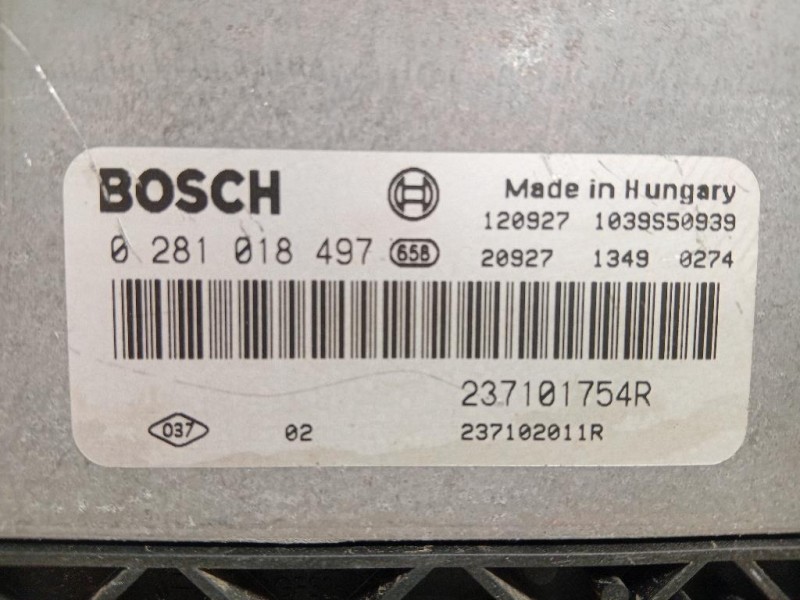 BOSCH
Made in Hungary
120927 1039S50939
0 281 018 497 658
20927 1349 0274
237101754R
037 02 237102011R